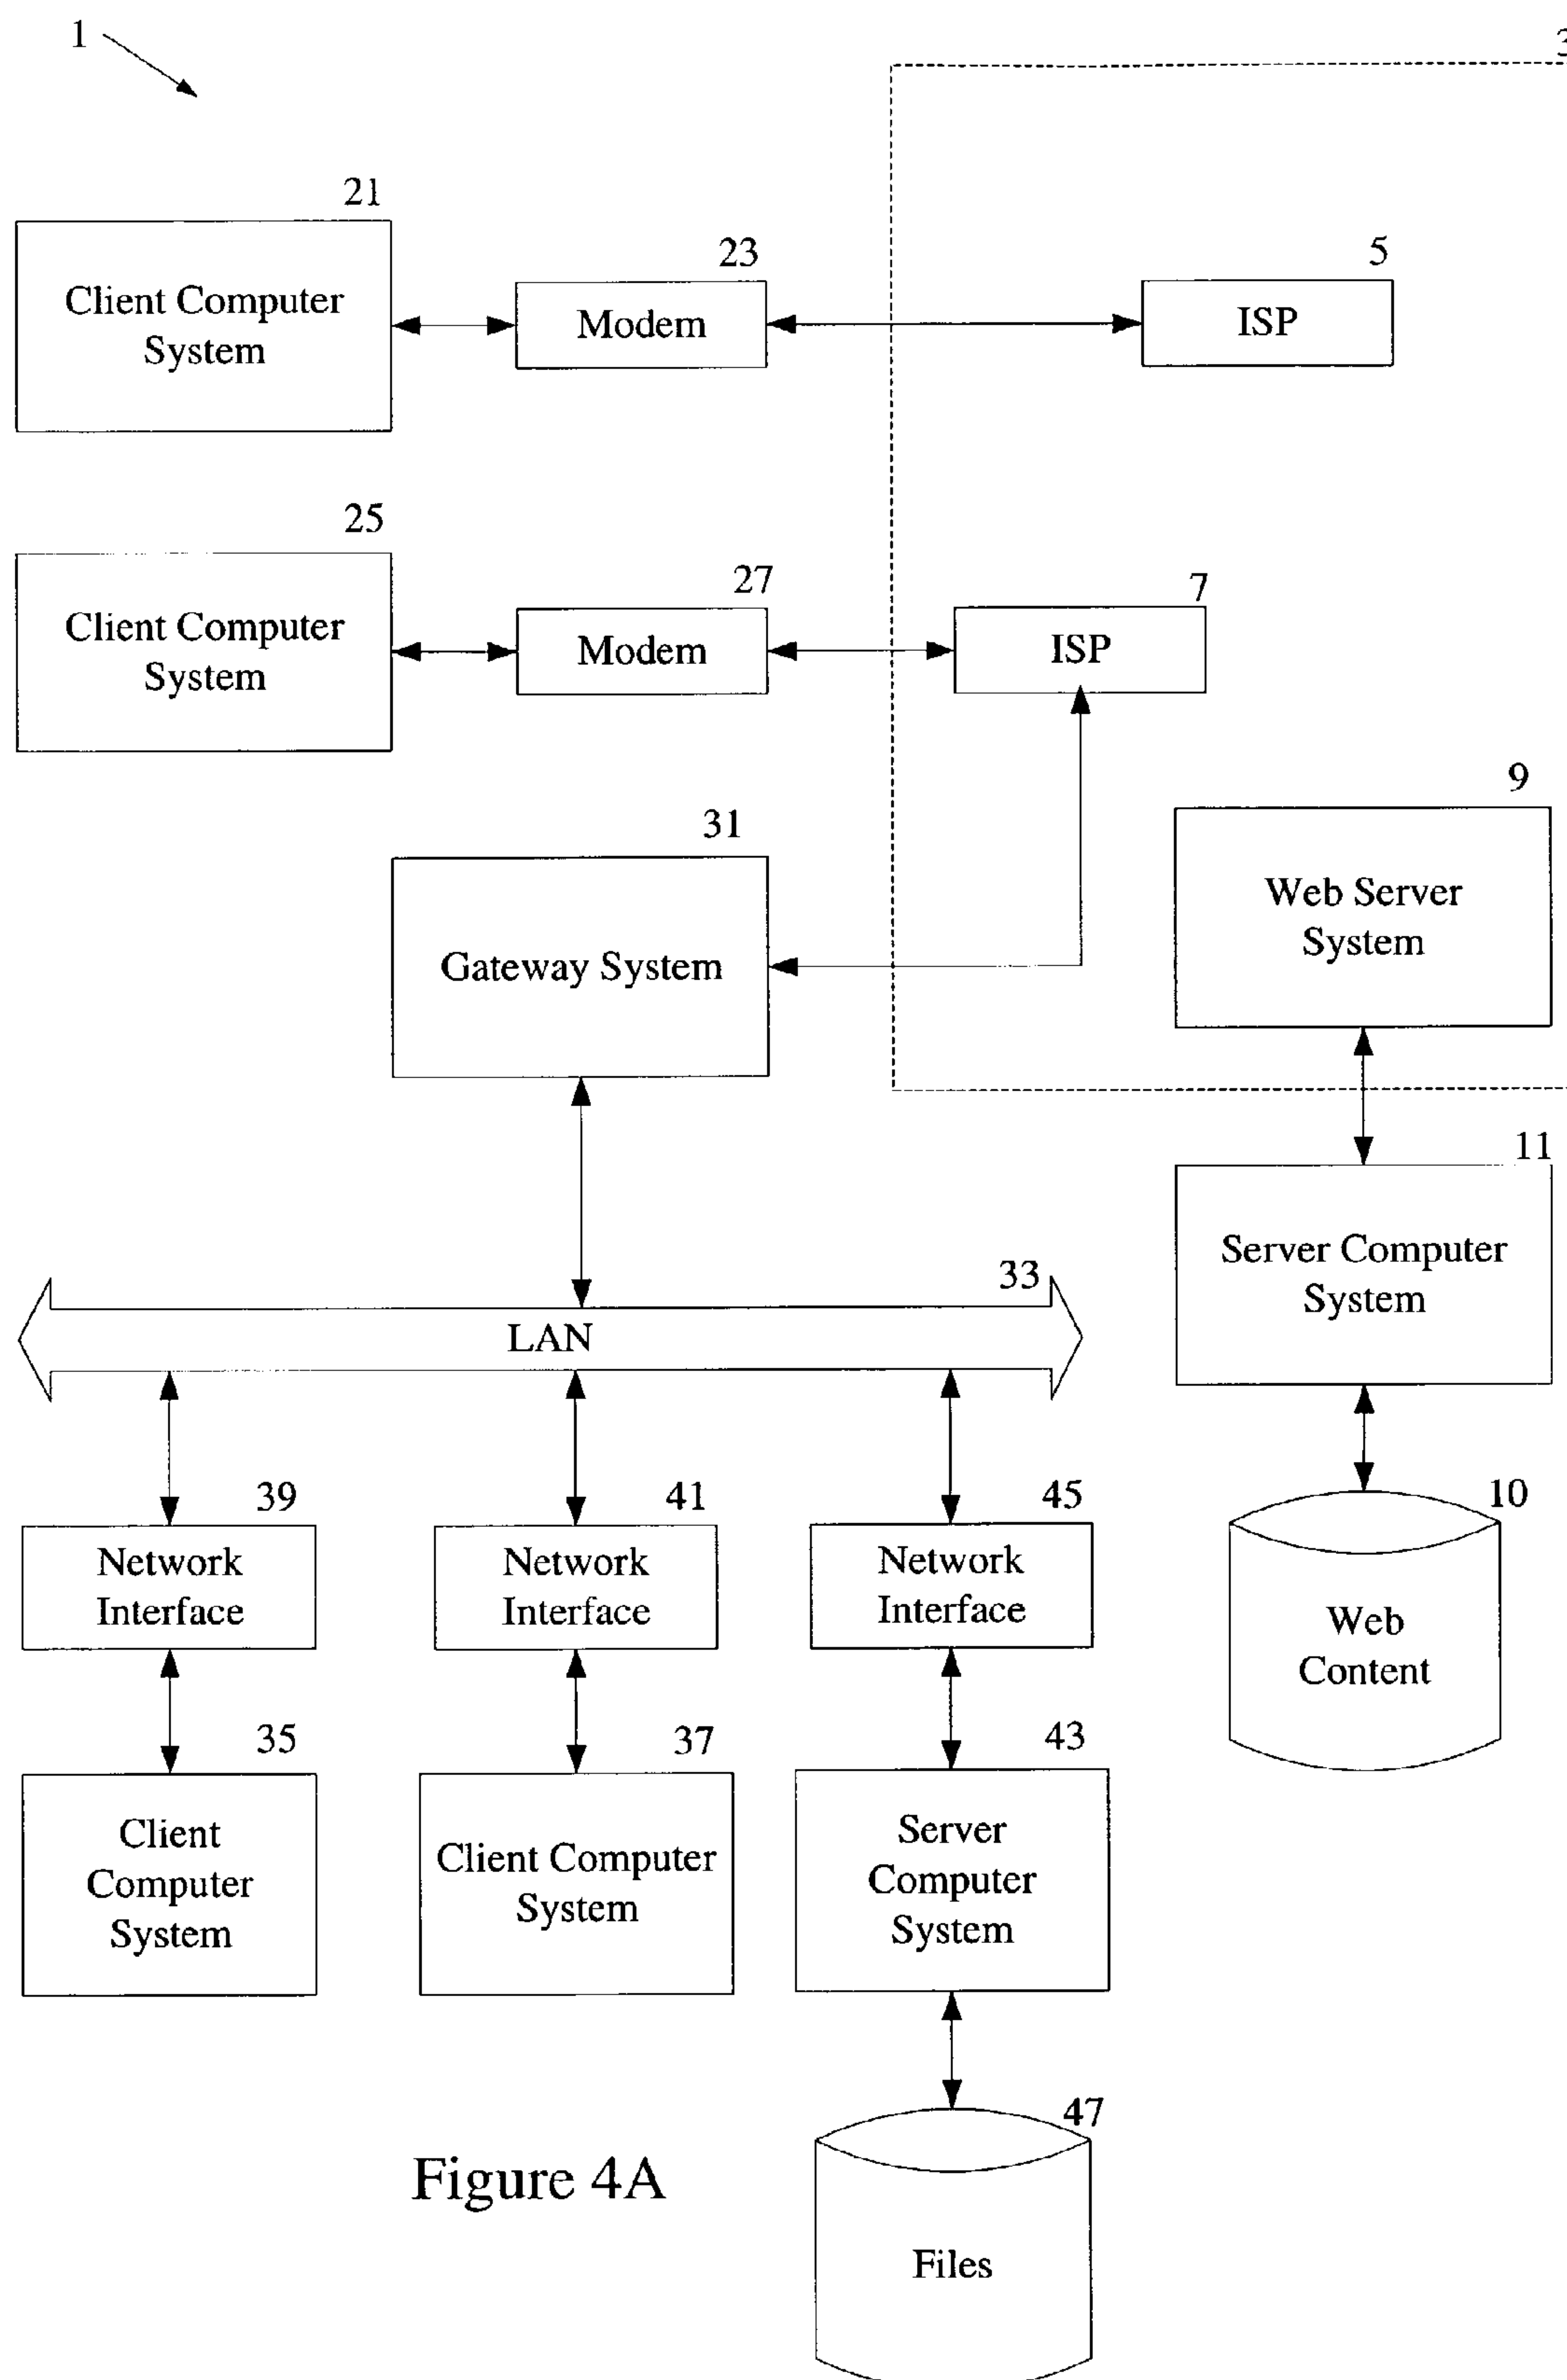 1
3
21
Client Computer
System
23
Modem
5
ISP
25
Client Computer
System
27
Modem
7
ISP
9
Web Server
System
31
Gateway System
11
Server Computer
System
33
LAN
10
Web
Content
39
Network
Interface
41
Network
Interface
45
Network
Interface
35
Client
Computer
System
37
Client Computer
System
43
Server
Computer
System
47
Files
Figure 4A